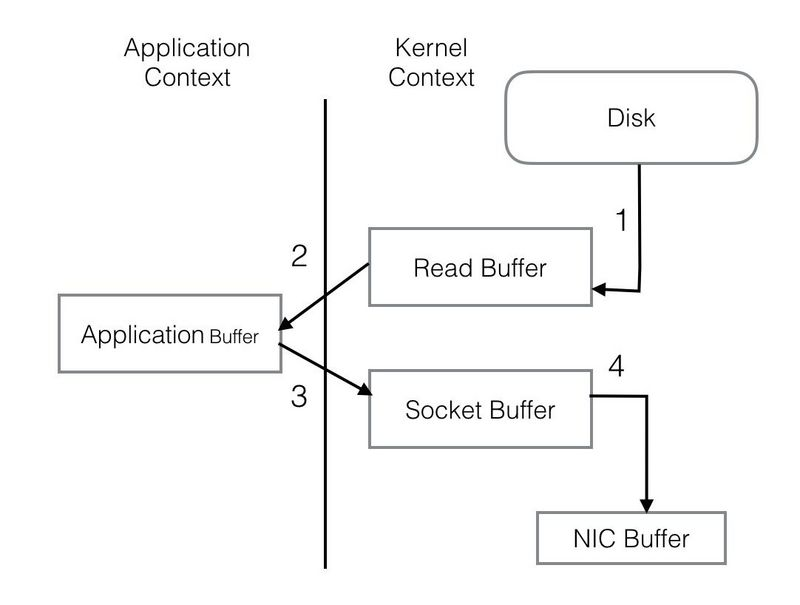 Application
Context
Kernel
Context
Disk
1
2
Read Buffer
Application Buffer
3
4
Socket Buffer
NIC Buffer